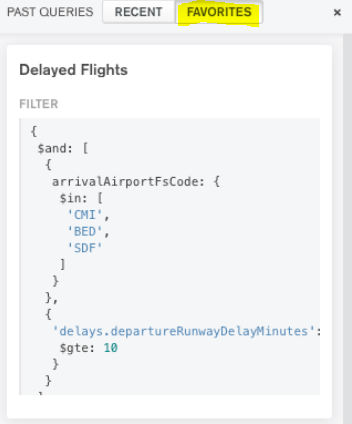 PAST QUERIES RECENT FAVORITES ×
Delayed Flights
FILTER
{
$and: [
{
arrivalAirportFsCode: {
$in: [
'CMI',
'BED',
'SDF'
]
}
},
{
'delays.departureRunwayDelayMinutes':
$gte: 10
}
}
]